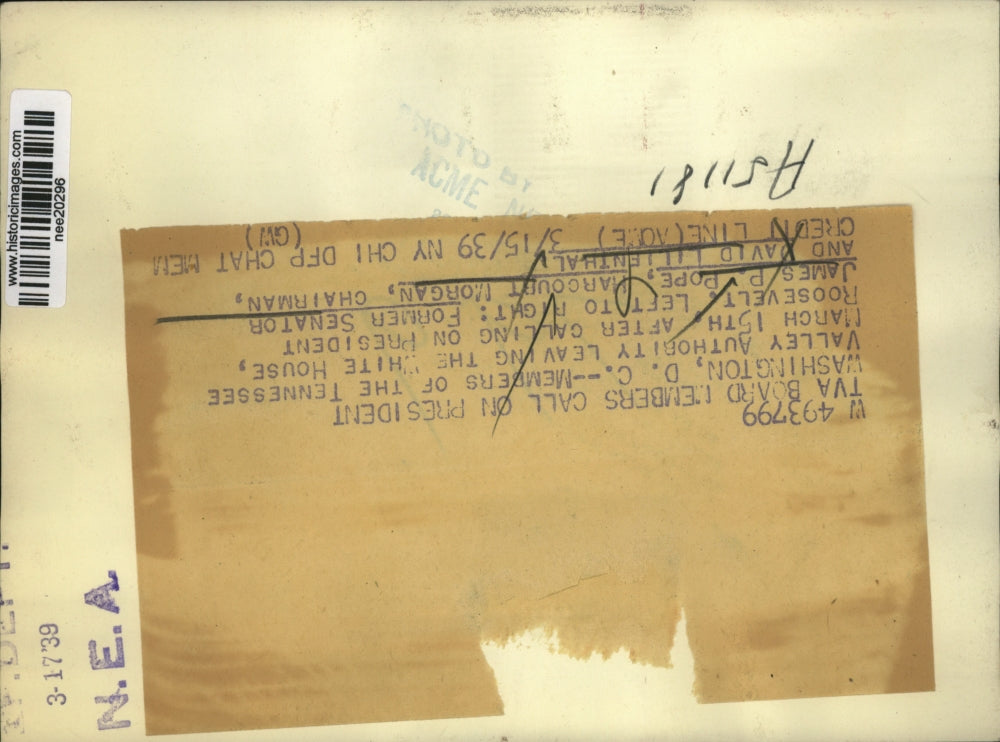 W 493799
TVA BOARD MEMBERS CALL ON PRESIDENT
WASHINGTON, D. C.--MEMBERS OF THE TENNESSEE
VALLEY AUTHORITY LEAVING THE WHITE HOUSE,
MARCH 15TH, AFTER CALLING ON PRESIDENT
ROOSEVELT. LEFT TO RIGHT: FORMER SENATOR
JAMES P. POPE, HARCOURT MORGAN, CHAIRMAN,
AND DAVID LILIENTHAL.
CREDIT LINE (ACME) 3/15/39 NY CHI DFP CHAT MEM
(GW)
A51181
PHOTO BY
ACME
www.historicimages.com
nee20296
3-17'39
N.E.A.